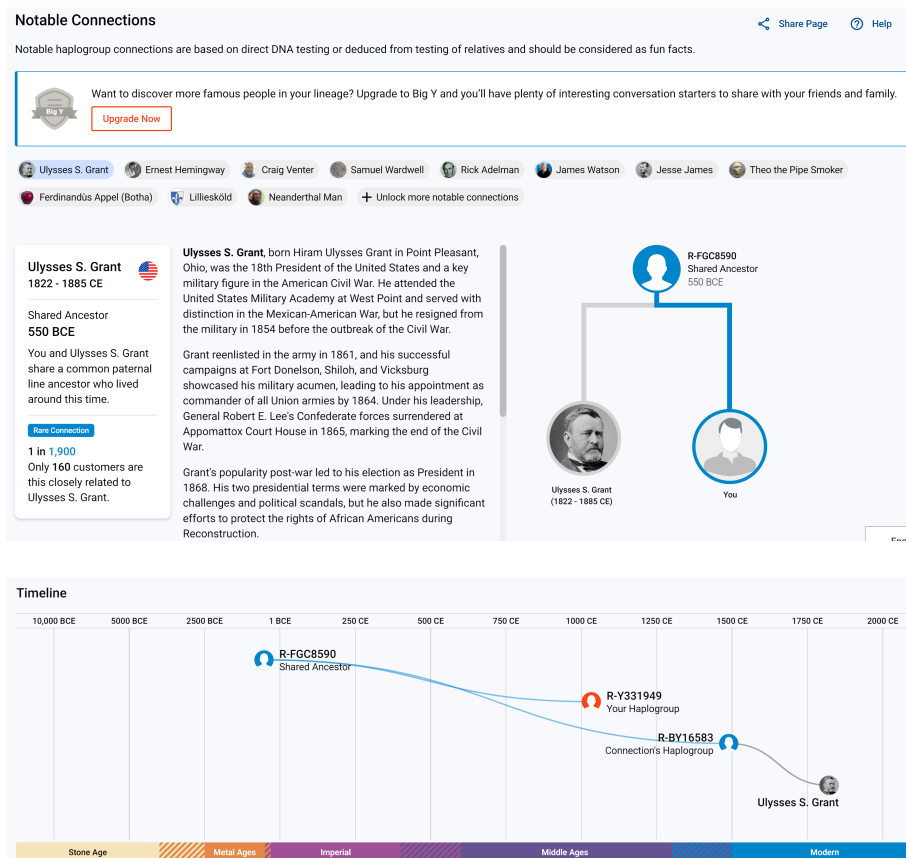 Notable Connections
Share Page
Help
Notable haplogroup connections are based on direct DNA testing or deduced from testing of relatives and should be considered as fun facts.
Big Y
Want to discover more famous people in your lineage? Upgrade to Big Y and you'll have plenty of interesting conversation starters to share with your friends and family.
Upgrade Now
Ulysses S. Grant
Ernest Hemingway
Craig Venter
Samuel Wardwell
Rick Adelman
James Watson
Jesse James
Theo the Pipe Smoker
Ferdinandùs Appel (Botha)
Lillieskold
Neanderthal Man
+ Unlock more notable connections
Ulysses S. Grant
1822 - 1885 CE
Shared Ancestor
550 BCE
You and Ulysses S. Grant
share a common paternal
line ancestor who lived
around this time.
Rare Connection
1 in 1,900
Only 160 customers are
this closely related to
Ulysses S. Grant.
Ulysses S. Grant, born Hiram Ulysses Grant in Point Pleasant,
Ohio, was the 18th President of the United States and a key
military figure in the American Civil War. He attended the
United States Military Academy at West Point and served with
distinction in the Mexican-American War, but he resigned from
the military in 1854 before the outbreak of the Civil War.
Grant reenlisted in the army in 1861, and his successful
campaigns at Fort Donelson, Shiloh, and Vicksburg
showcased his military acumen, leading to his appointment as
commander of all Union armies by 1864. Under his leadership,
General Robert E. Lee's Confederate forces surrendered at
Appomattox Court House in 1865, marking the end of the Civil
War.
Grant's popularity post-war led to his election as President in
1868. His two presidential terms were marked by economic
challenges and political scandals, but he also made significant
efforts to protect the rights of African Americans during
Reconstruction.
R-FGC8590
Shared Ancestor
550 BCE
Ulysses S. Grant
(1822 - 1885 CE)
You
Timeline
10,000 BCE
5000 BCE
2500 BCE
1 BCE
250 CE
500 CE
750 CE
1000 CE
1250 CE
1500 CE
1750 CE
2000 CE
R-FGC8590
Shared Ancestor
R-Y331949
Your Haplogroup
R-BY16583
Connection's Haplogroup
Ulysses S. Grant
Stone Age
Metal Ages
Imperial
Middle Ages
Modern